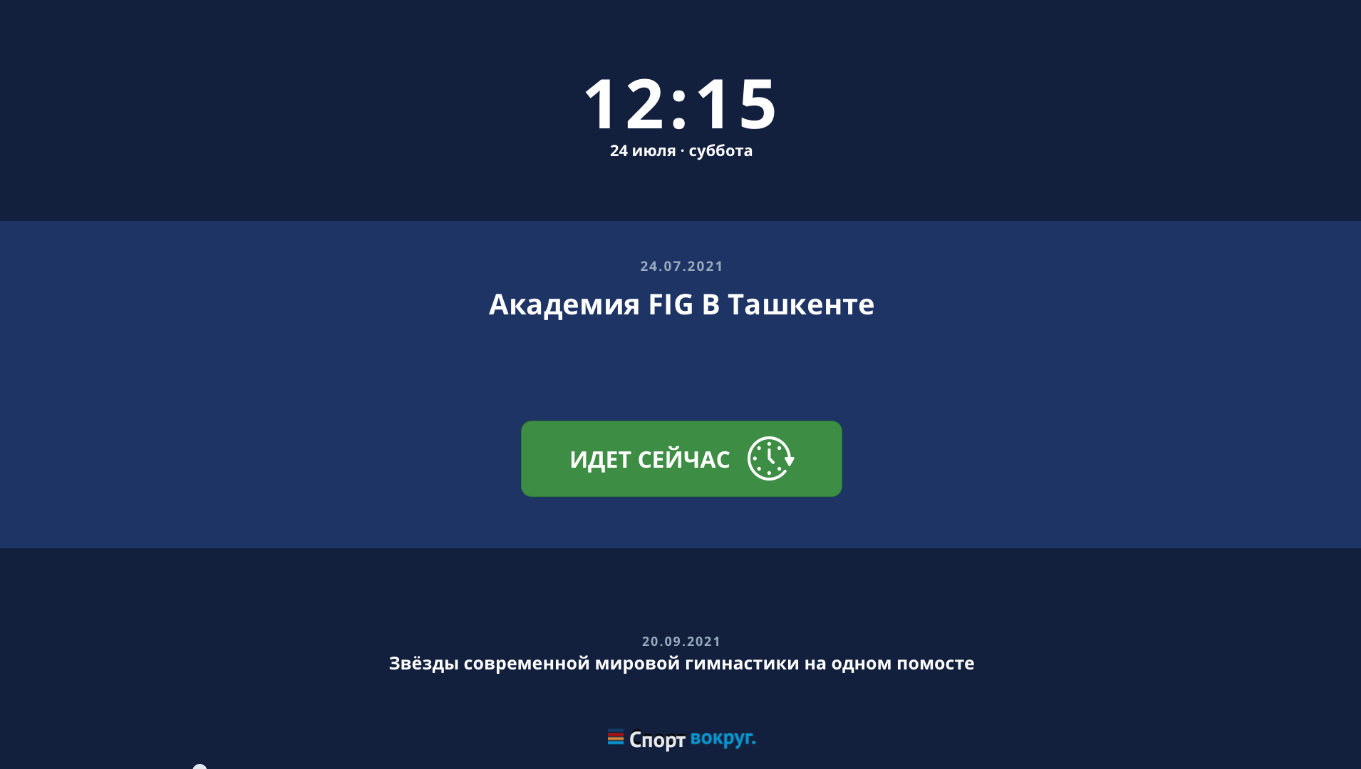 12:15
24 июля · суббота
24.07.2021
Академия FIG В Ташкенте
ИДЕТ СЕЙЧАС
20.09.2021
Звёзды современной мировой гимнастики на одном помосте
Спорт вокруг.